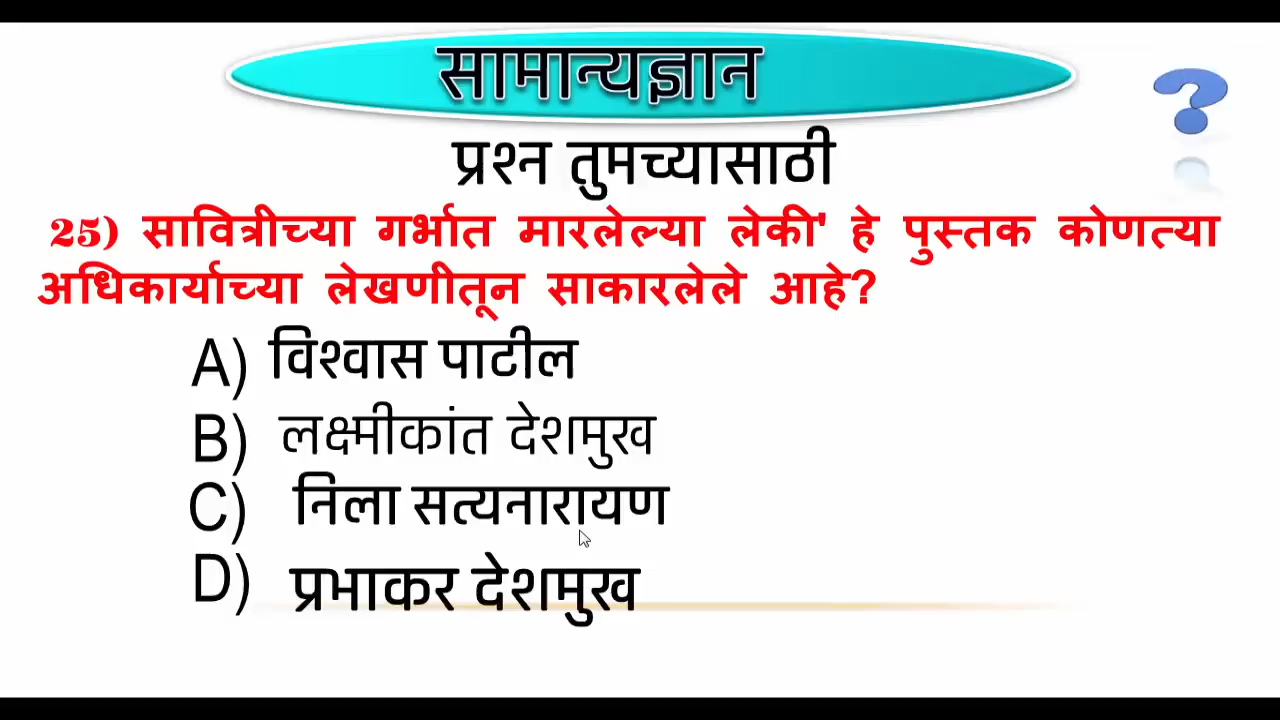 सामान्यज्ञान
प्रश्न तुमच्यासाठी
25) सावित्रीच्या गर्भात मारलेल्या लेकी' हे पुस्तक कोणत्या
अधिकार्याच्या लेखणीतून साकारलेले आहे?
A) विश्वास पाटील
B) लक्ष्मीकांत देशमुख
C) निला सत्यनारायण
D) प्रभाकर देशमुख